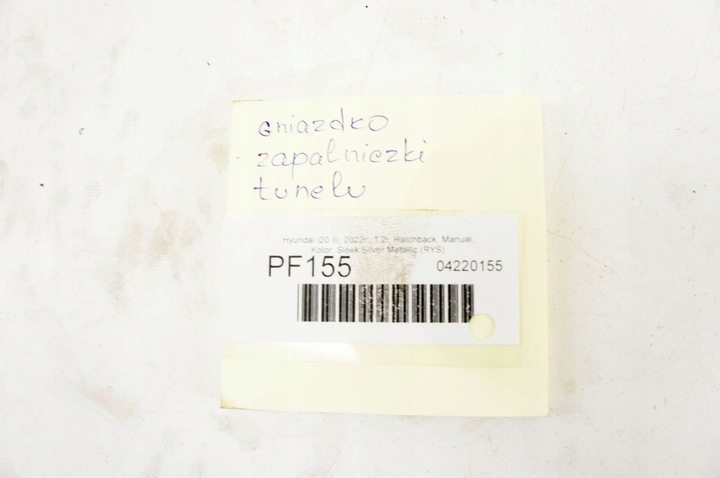 Gniazdko
zapalniczki
tunelu
Hyundai i20 III, 2022r., 1.2i, Hatchback, Manual,
Kolor: Sleek Silver Metallic (RYS)
PF155 04220155